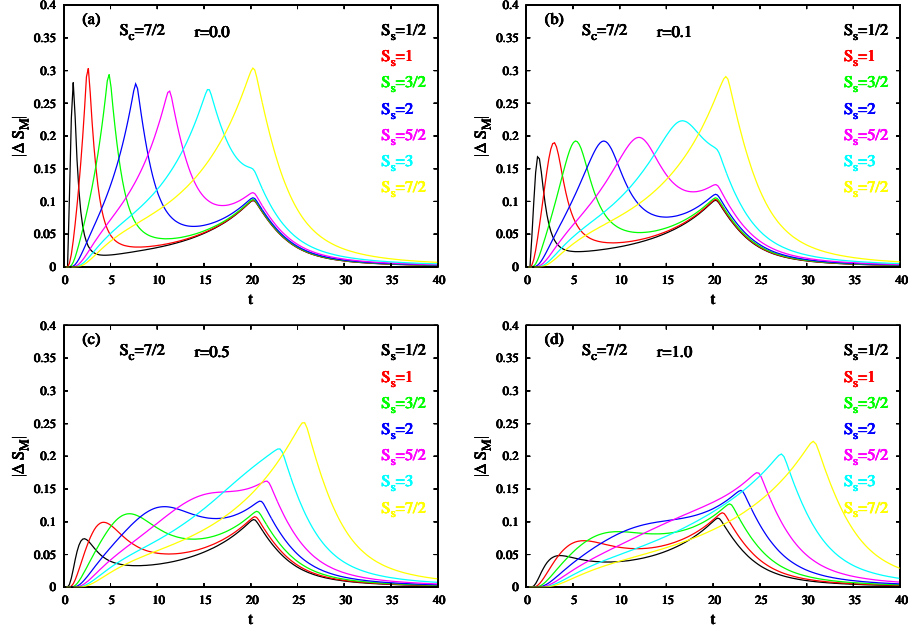 (a) S_c=7/2 r=0.0
S_s=1/2
S_s=1
S_s=3/2
S_s=2
S_s=5/2
S_s=3
S_s=7/2
|Δ S_M|
0.4
0.35
0.3
0.25
0.2
0.15
0.1
0.05
0
0 5 10 15 20 25 30 35 40
t
(b) S_c=7/2 r=0.1
S_s=1/2
S_s=1
S_s=3/2
S_s=2
S_s=5/2
S_s=3
S_s=7/2
|Δ S_M|
0.4
0.35
0.3
0.25
0.2
0.15
0.1
0.05
0
0 5 10 15 20 25 30 35 40
t
(c) S_c=7/2 r=0.5
S_s=1/2
S_s=1
S_s=3/2
S_s=2
S_s=5/2
S_s=3
S_s=7/2
|Δ S_M|
0.4
0.35
0.3
0.25
0.2
0.15
0.1
0.05
0
0 5 10 15 20 25 30 35 40
t
(d) S_c=7/2 r=1.0
S_s=1/2
S_s=1
S_s=3/2
S_s=2
S_s=5/2
S_s=3
S_s=7/2
|Δ S_M|
0.4
0.35
0.3
0.25
0.2
0.15
0.1
0.05
0
0 5 10 15 20 25 30 35 40
t